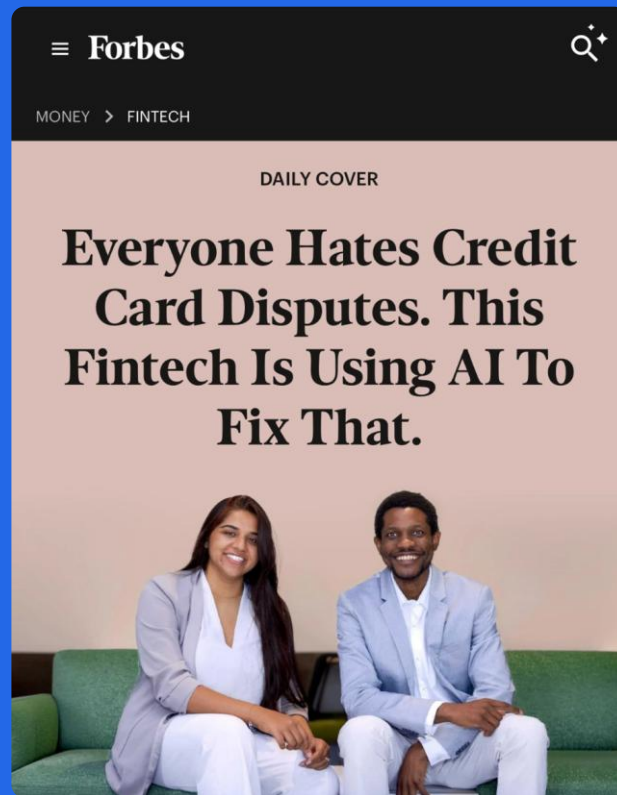 Forbes
MONEY > FINTECH
DAILY COVER
Everyone Hates Credit
Card Disputes. This
Fintech Is Using AI To
Fix That.